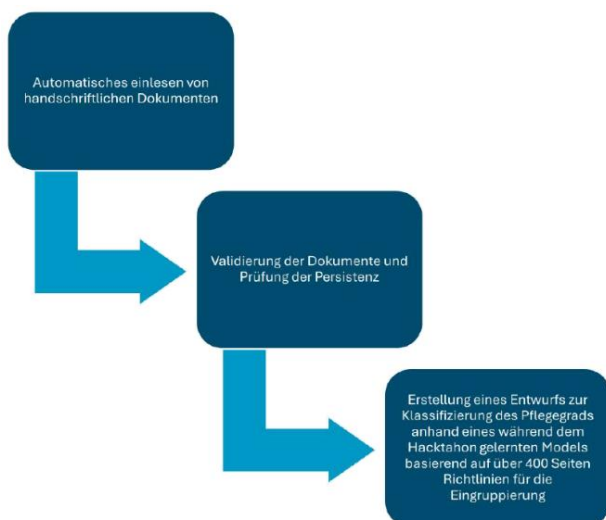 Automatisches einlesen von
handschriftlichen Dokumenten
Validierung der Dokumente und
Prüfung der Persistenz
Erstellung eines Entwurfs zur
Klassifizierung des Pflegegrads
anhand eines während dem
Hacktahon gelernten Models
basierend auf über 400 Seiten
Richtlinien für die
Eingruppierung